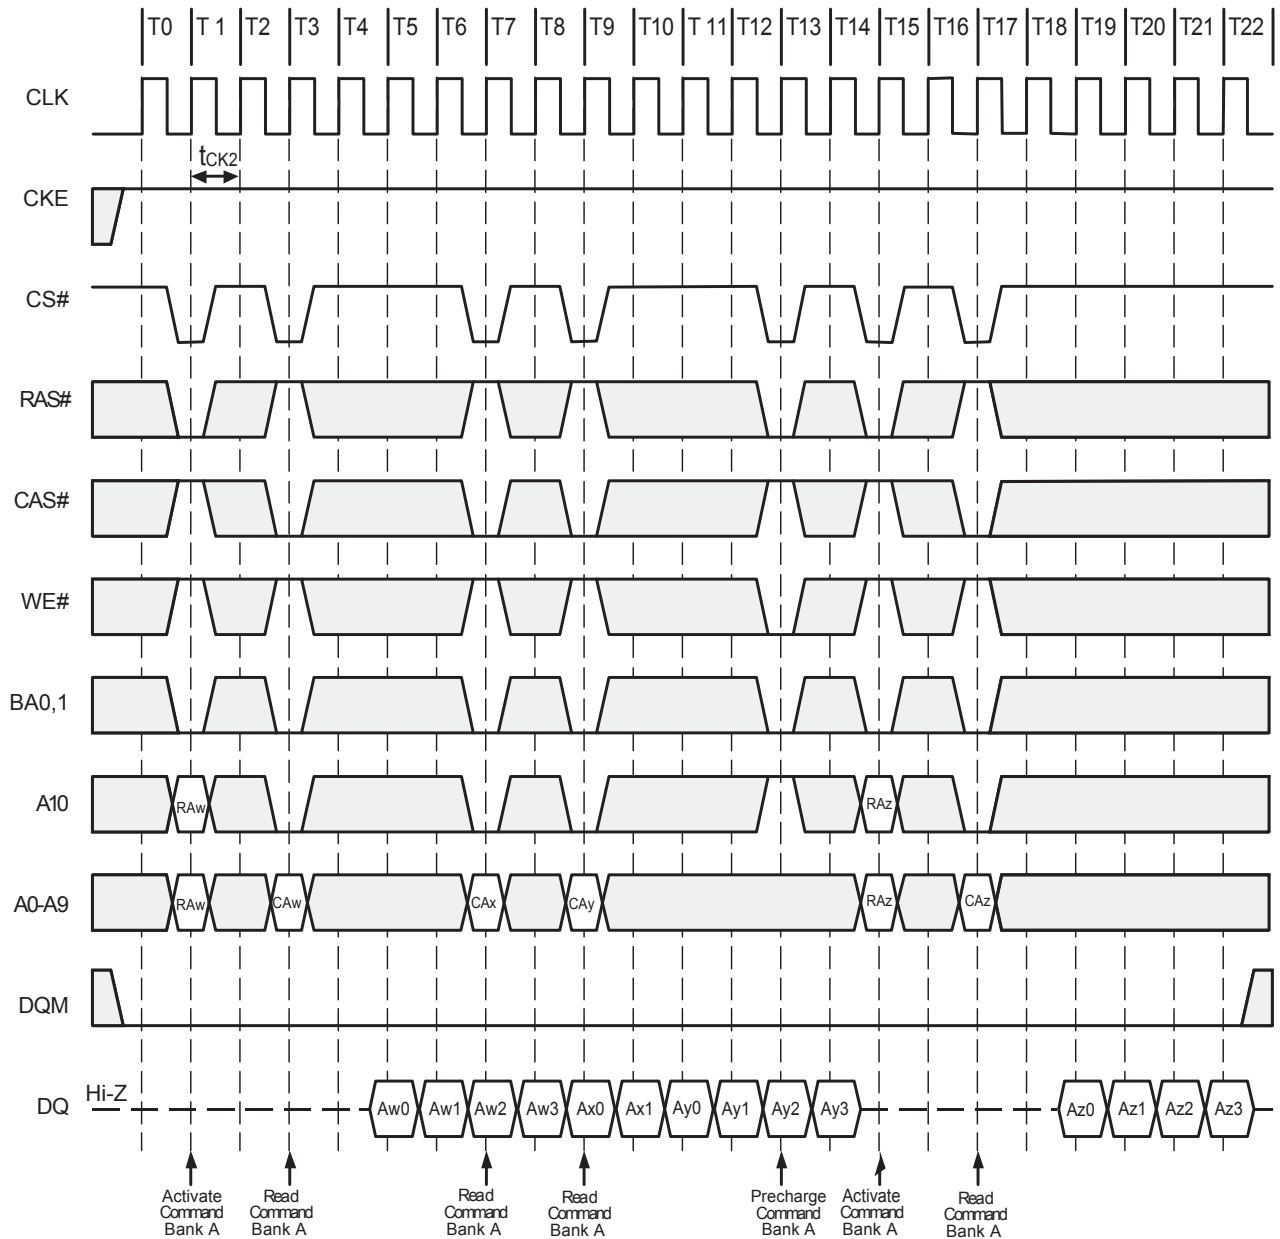 T0 T 1 T2 T3 T4 T5 T6 T7 T8 T9 T10 T 11 T12 T13 T14 T15 T16 T17 T18 T19 T20 T21 T22
CLK
tCK2
CKE
CS#
RAS#
CAS#
WE#
BA0,1
A10 RAw RAz
A0-A9 RAw CAw CAx CAy RAz CAz
DQM
Hi-Z
DQ Aw0 Aw1 Aw2 Aw3 Ax0 Ax1 Ay0 Ay1 Ay2 Ay3 Az0 Az1 Az2 Az3
Activate
Command
Bank A
Read
Command
Bank A
Read
Command
Bank A
Read
Command
Bank A
Precharge
Command
Bank A
Activate
Command
Bank A
Read
Command
Bank A